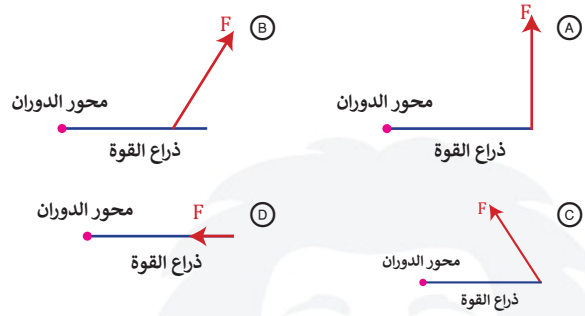 A
F
محور الدوران
ذراع القوة
B
F
محور الدوران
ذراع القوة
C
F
محور الدوران
ذراع القوة
D
F
محور الدوران
ذراع القوة